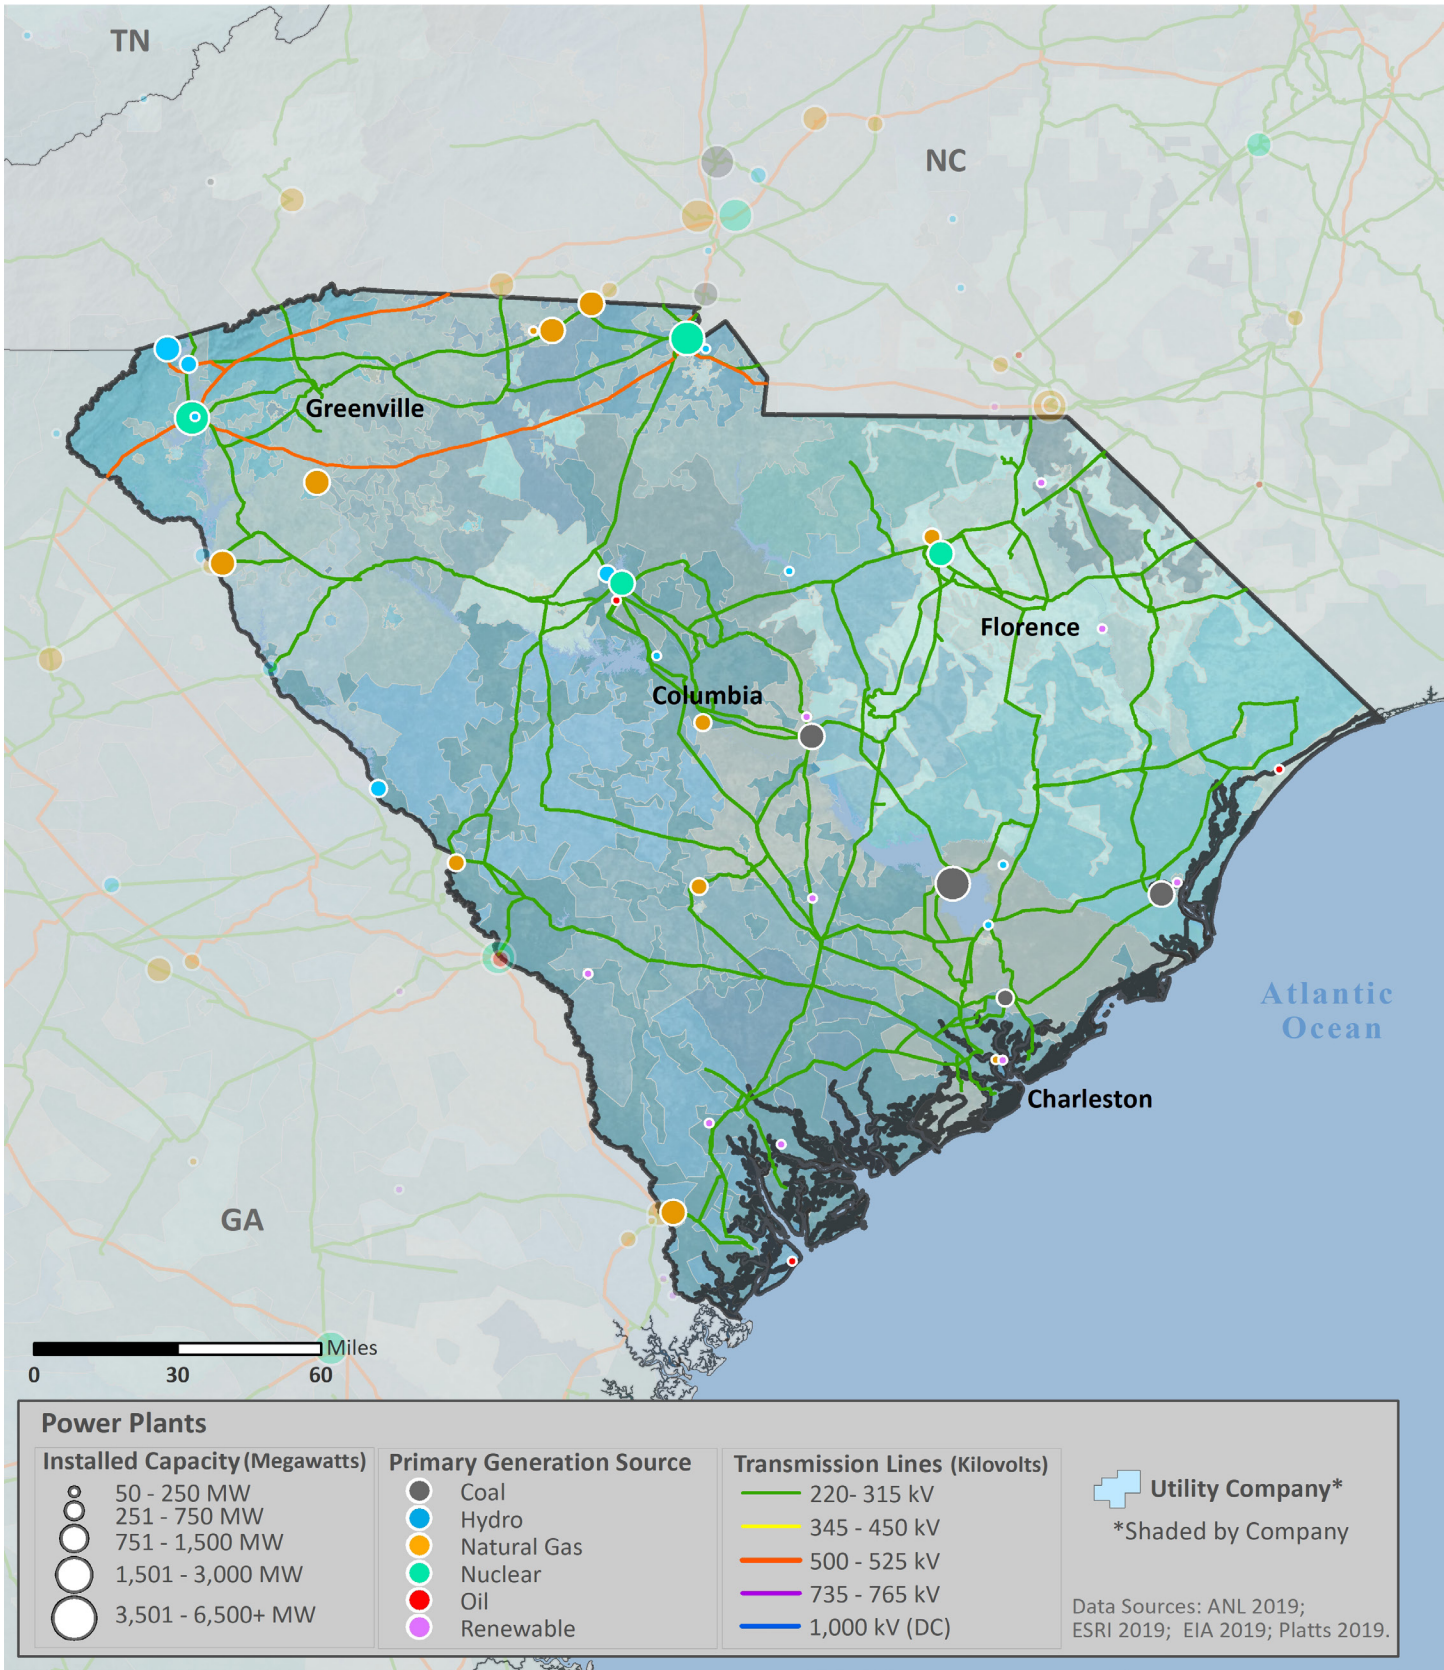 TN
NC
Greenville
Florence
Columbia
Atlantic
Ocean
Charleston
GA
Miles
0 30 60
Power Plants
Installed Capacity (Megawatts)
50 - 250 MW
251 - 750 MW
751 - 1,500 MW
1,501 - 3,000 MW
3,501 - 6,500+ MW
Primary Generation Source
Coal
Hydro
Natural Gas
Nuclear
Oil
Renewable
Transmission Lines (Kilovolts)
220- 315 kV
345 - 450 kV
500 - 525 kV
735 - 765 kV
1,000 kV (DC)
Utility Company*
*Shaded by Company
Data Sources: ANL 2019;
ESRI 2019; EIA 2019; Platts 2019.